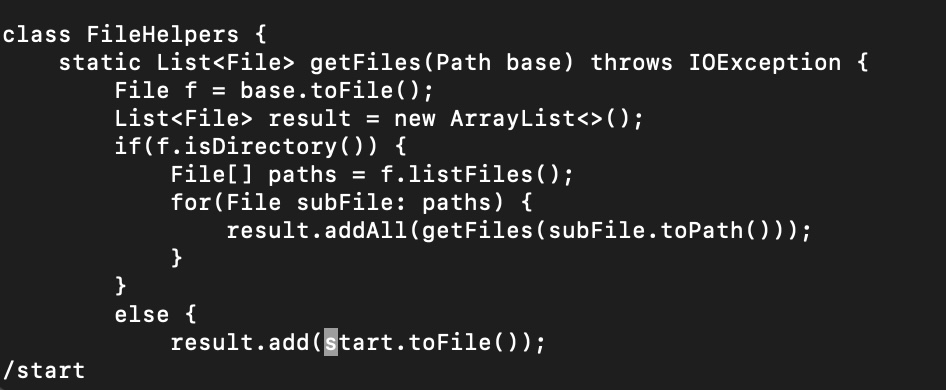 class FileHelpers {
    static List<File> getFiles(Path base) throws IOException {
        File f = base.toFile();
        List<File> result = new ArrayList<>();
        if(f.isDirectory()) {
            File[] paths = f.listFiles();
            for(File subFile: paths) {
                result.addAll(getFiles(subFile.toPath()));
            }
        }
        else {
            result.add(start.toFile());
/start